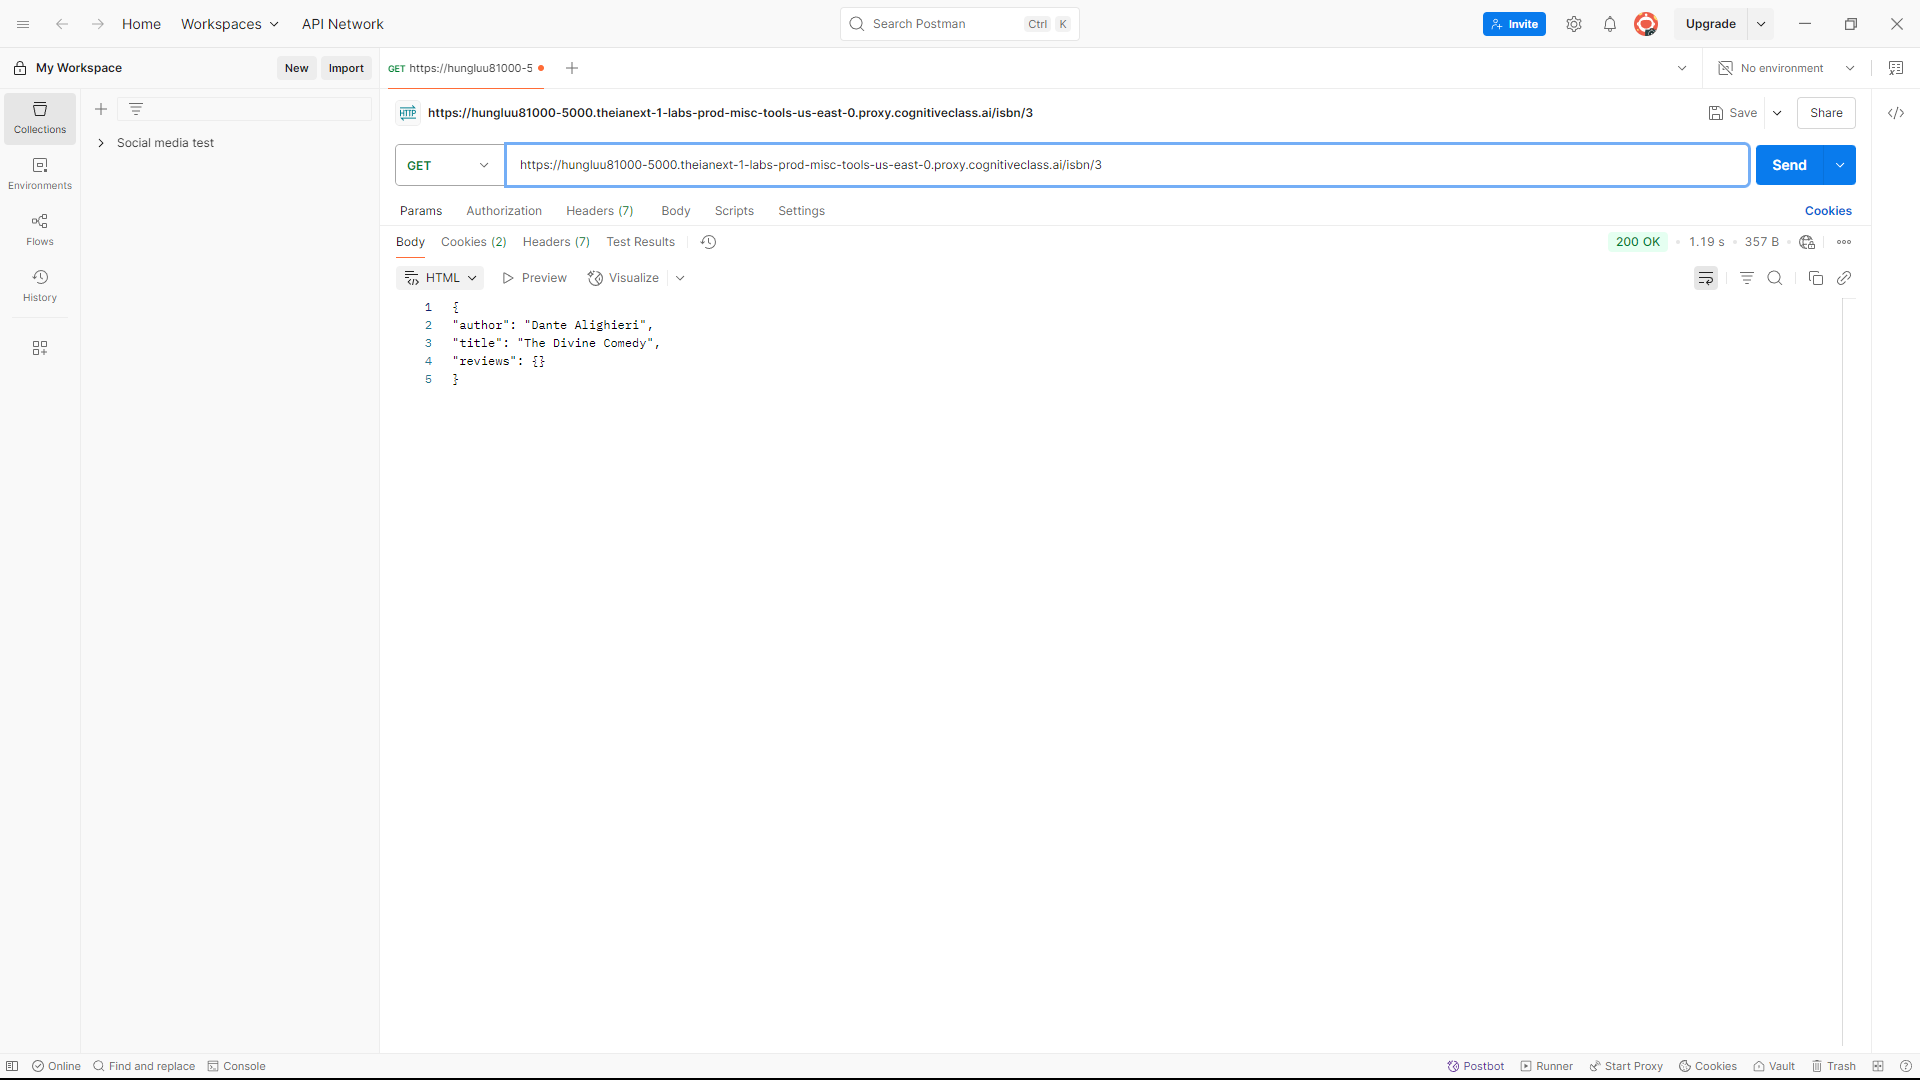 Home Workspaces API Network Search Postman Ctrl K Invite Upgrade
My Workspace New Import GET https://hungluu81000-5 No environment
https://hungluu81000-5000.theianext-1-labs-prod-misc-tools-us-east-0.proxy.cognitiveclass.ai/isbn/3 Save Share
Collections
Social media test
GET https://hungluu81000-5000.theianext-1-labs-prod-misc-tools-us-east-0.proxy.cognitiveclass.ai/isbn/3 Send
Environments
Params Authorization Headers (7) Body Scripts Settings Cookies
Flows
Body Cookies (2) Headers (7) Test Results 200 OK • 1.19 s • 357 B •
History
HTML Preview Visualize
1 {
2 "author": "Dante Alighieri",
3 "title": "The Divine Comedy",
4 "reviews": {}
5 }
Online Find and replace Console Postbot Runner Start Proxy Cookies Vault Trash